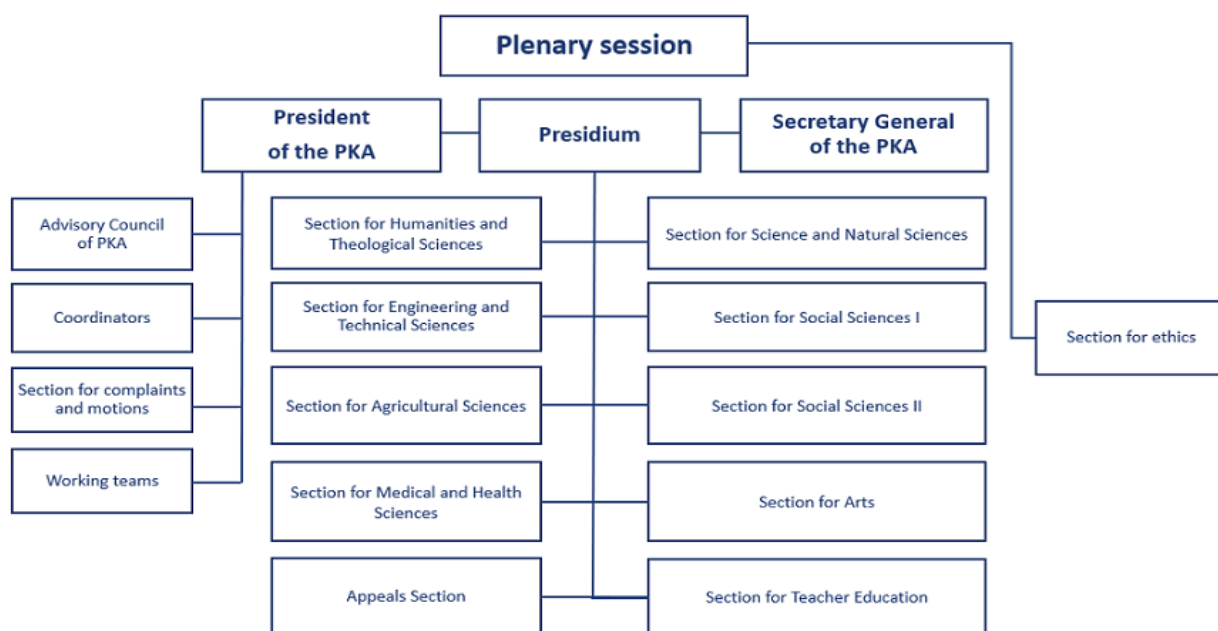 Plenary session
President
of the PKA
Presidium
Secretary General
of the PKA
Advisory Council
of PKA
Section for Humanities and
Theological Sciences
Section for Science and Natural Sciences
Coordinators
Section for Engineering and
Technical Sciences
Section for Social Sciences I
Section for ethics
Section for complaints
and motions
Section for Agricultural Sciences
Section for Social Sciences II
Working teams
Section for Medical and Health
Sciences
Section for Arts
Appeals Section
Section for Teacher Education